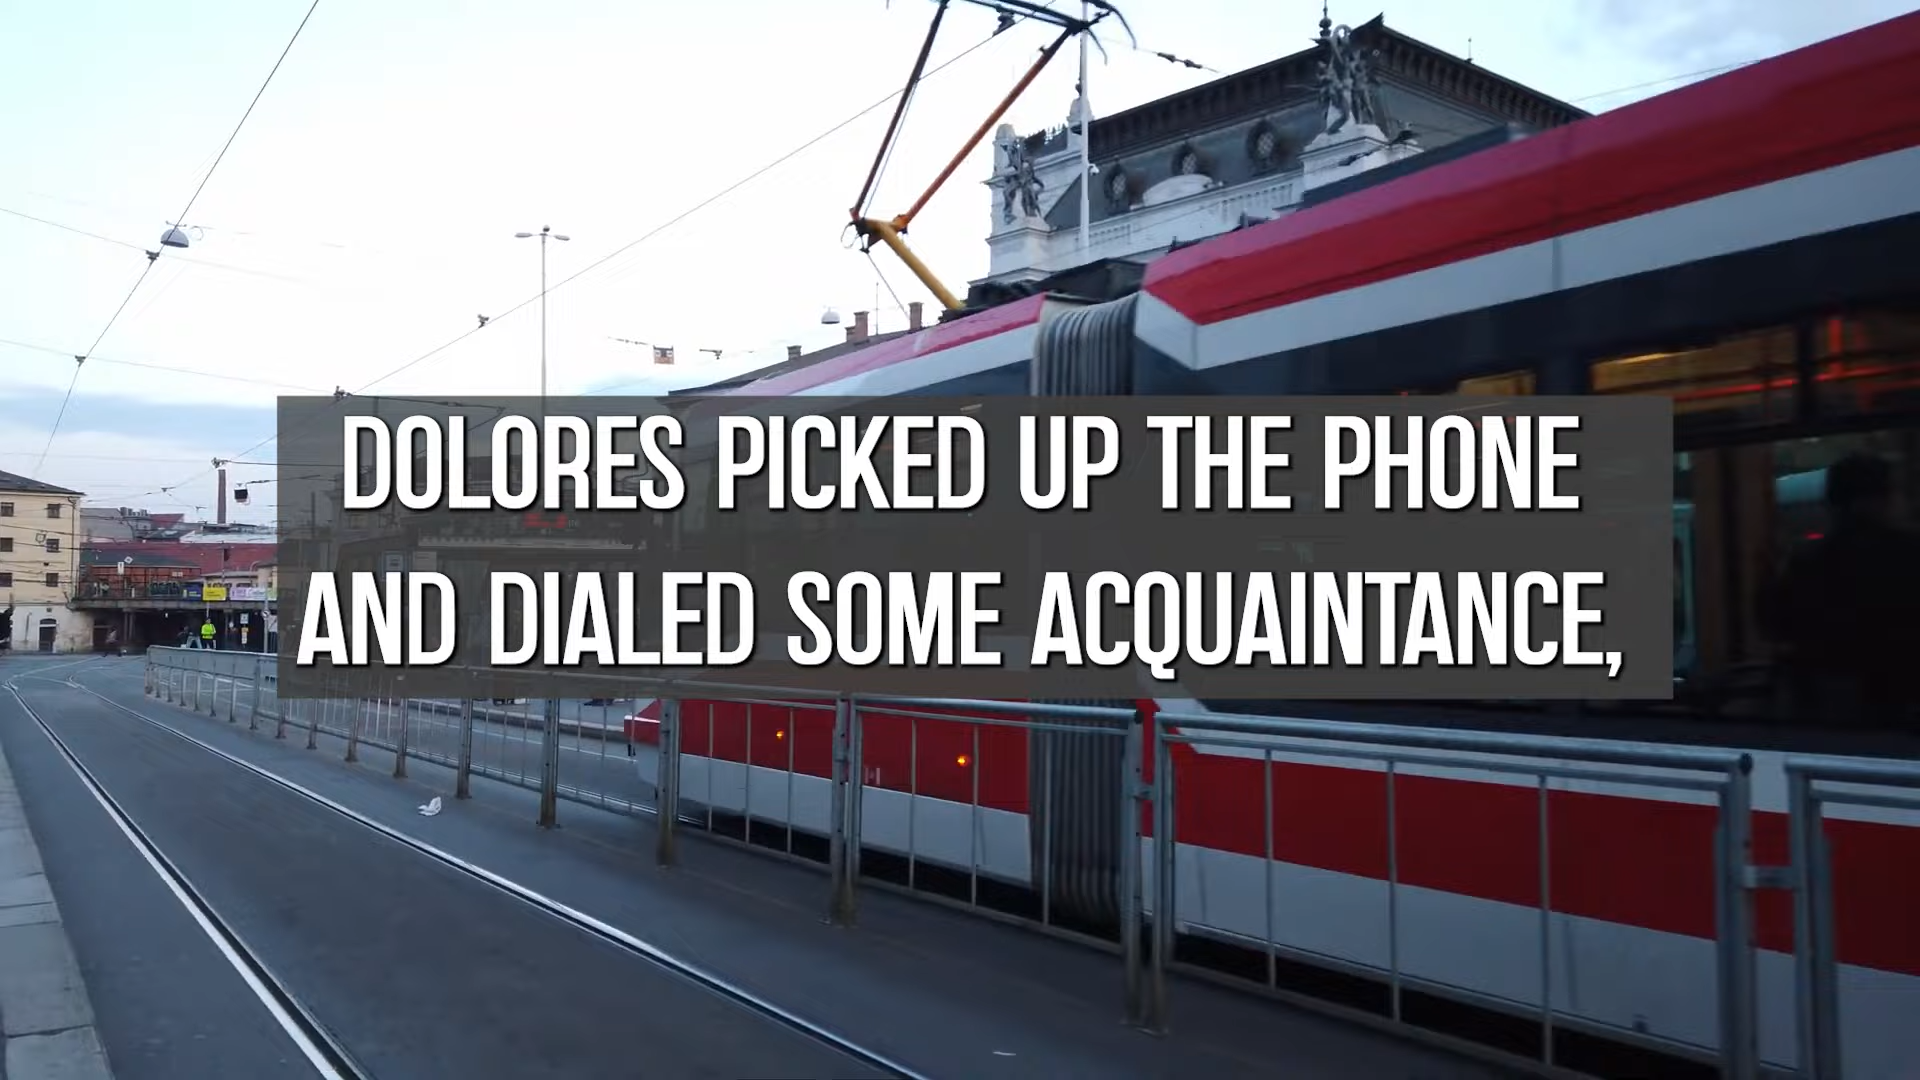 DOLORES PICKED UP THE PHONE
AND DIALED SOME ACQUAINTANCE,